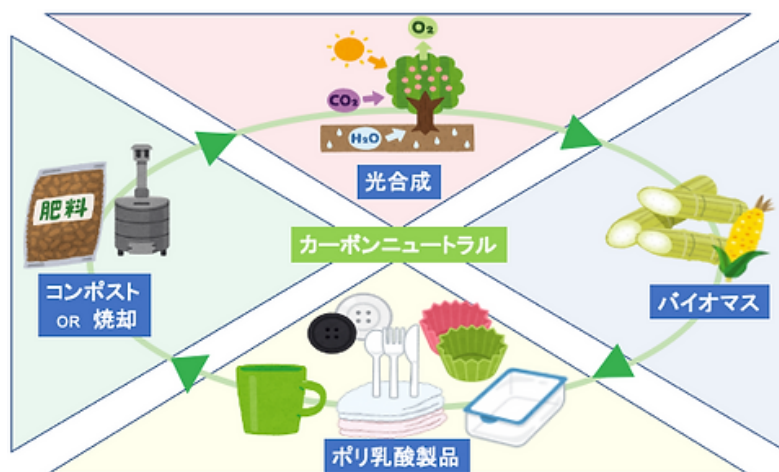 O₂
CO₂
H₂O
光合成
肥料
カーボンニュートラル
コンポスト
OR 焼却
バイオマス
ポリ乳酸製品